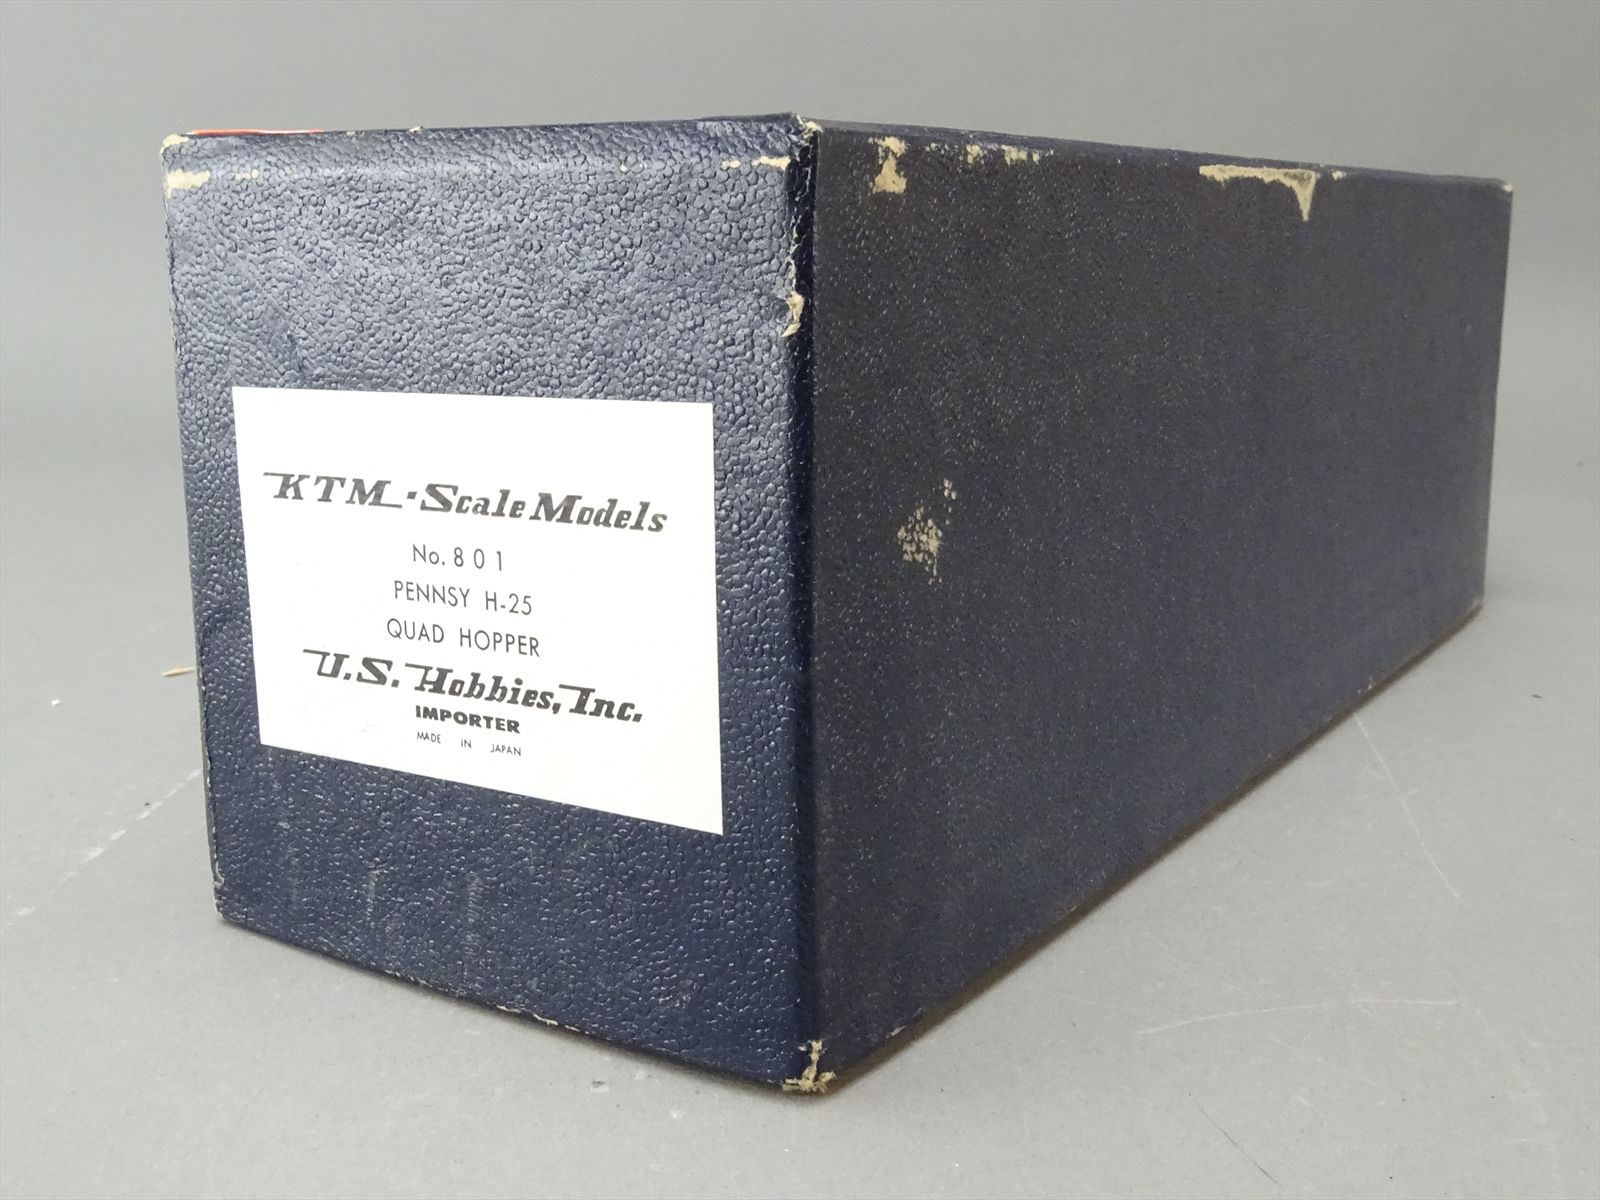 KTM-Scale Models
No. 801
PENNSY H-25
QUAD HOPPER
U.S. Hobbies, Inc.
IMPORTER
MADE IN JAPAN